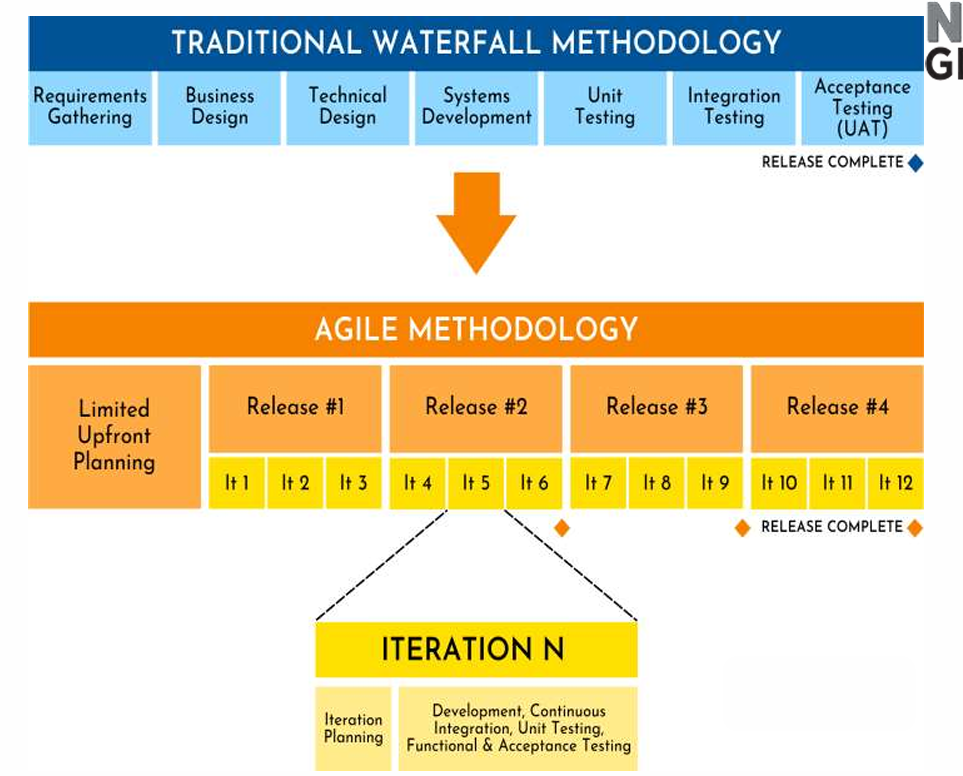 TRADITIONAL WATERFALL METHODOLOGY
Requirements
Gathering
Business
Design
Technical
Design
Systems
Development
Unit
Testing
Integration
Testing
Acceptance
Testing
(UAT)
RELEASE COMPLETE
AGILE METHODOLOGY
Limited
Upfront
Planning
Release #1
Release #2
Release #3
Release #4
It 1
It 2
It 3
It 4
It 5
It 6
It 7
It 8
It 9
It 10
It 11
It 12
RELEASE COMPLETE
ITERATION N
Iteration
Planning
Development, Continuous
Integration, Unit Testing,
Functional & Acceptance Testing